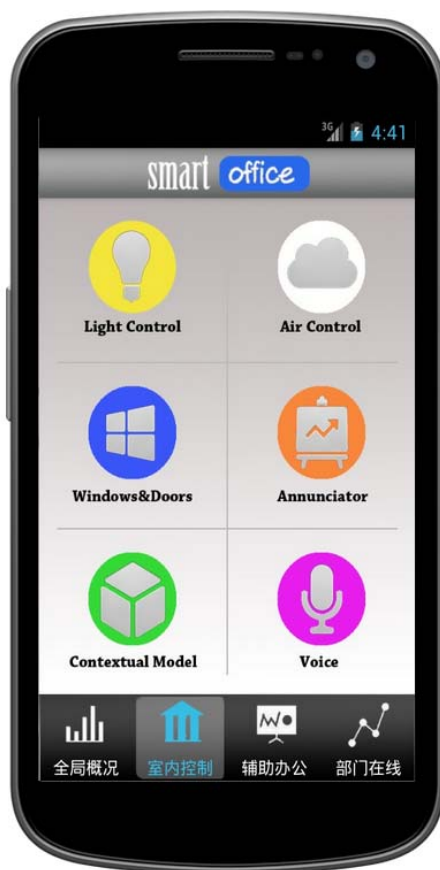 3G 4:41
smart office
Light Control Air Control
Windows&Doors Annunciator
Contextual Model Voice
全局概况 室内控制 辅助办公 部门在线